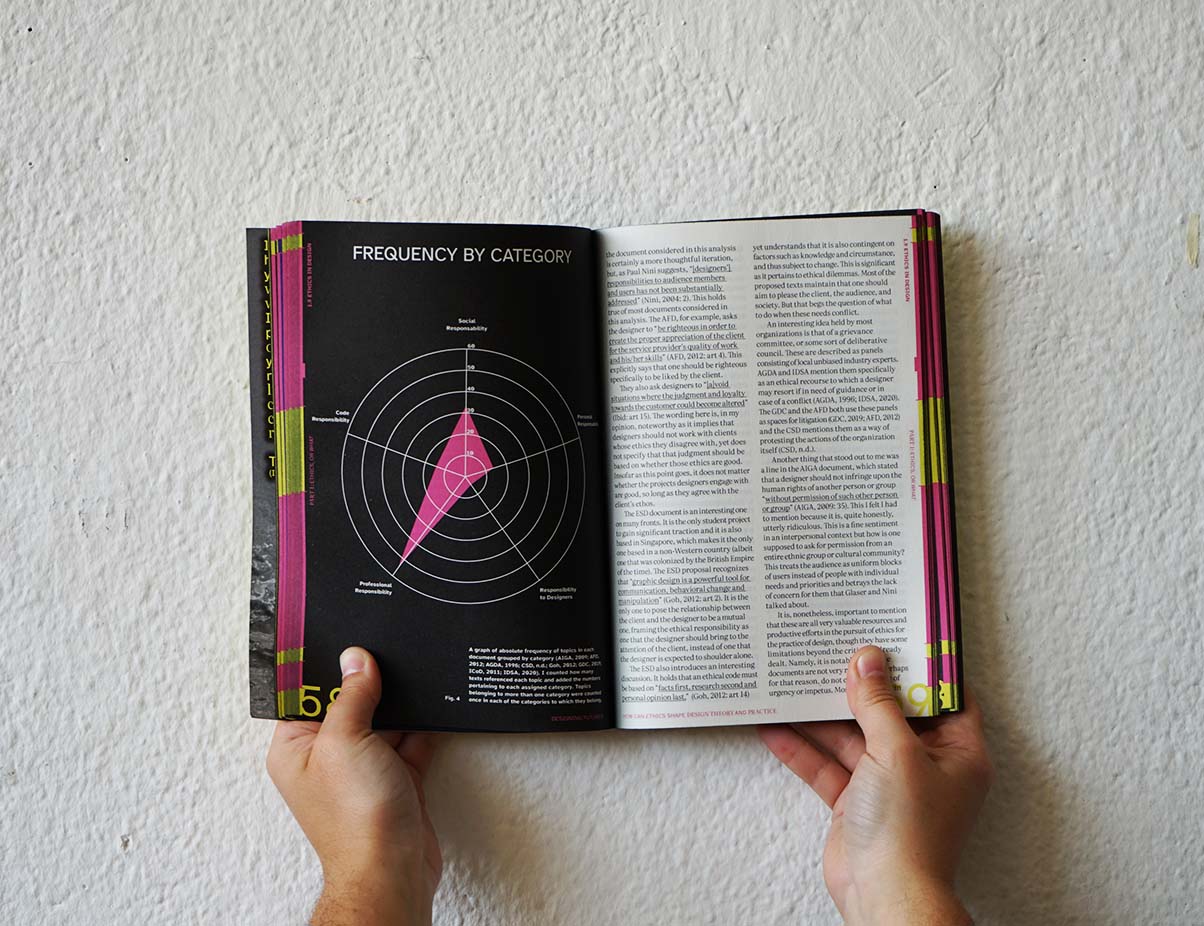 1.8 ETHICS IN DESIGN
PART I: ETHICS, OR WHAT
FREQUENCY BY CATEGORY
Social
Responsability
60
50
40
30
20
10
Code
Responsibility
Professional
Responsibility
Responsibility
to Designers
A graph of absolute frequency of topics in each
document grouped by category (AIGA, 2009; AFD,
2012; AGDA, 1996; CSD, n.d.; Goh, 2012; GDC, 2019,
ICoD, 2011; IDSA, 2020). I counted how many
texts referenced each topic and added the numbers
pertaining to each assigned category. Topics
belonging to more than one category were counted
once in each of the categories to which they belong.
Fig. 4
58
DESIGNING FUTURES
the document considered in this analysis
is certainly a more thoughtful iteration,
but, as Paul Nini suggests, "[designers']
responsibilities to audience members
and users has not been substantially
addressed" (Nini, 2004: 2). This holds
true of most documents considered in
this analysis. The AFD, for example, asks
the designer to "be righteous in order to
create the proper appreciation of the client
for the service provider's quality of work
and his/her skills" (AFD, 2012: art 4). This
explicitly says that one should be righteous
specifically to be liked by the client.
They also ask designers to "[a]void
situations where the judgment and loyalty
towards the customer could become altered"
(ibid: art 15). The wording here is, in my
opinion, noteworthy as it implies that
designers should not work with clients
whose ethics they disagree with, yet does
not specify that that judgment should be
based on whether those ethics are good.
Insofar as this point goes, it does not matter
whether the projects designers engage with
are good, so long as they agree with the
client's ethos.
The ESD document is an interesting one
on many fronts. It is the only student project
to gain significant traction and it is also
based in Singapore, which makes it the only
one based in a non-Western country (albeit
one that was colonized by the British Empire
of the time). The ESD proposal recognizes
that "graphic design is a powerful tool for
communication, behavioral change and
manipulation" (Goh, 2012: art 2). It is the
only one to pose the relationship between
the client and the designer to be a mutual
one, framing the ethical responsibility as
one that the designer should bring to the
attention of the client, instead of one that
the designer is expected to shoulder alone.
The ESD also introduces an interesting
discussion. It holds that an ethical code must
be based on "facts first, research second and
personal opinion last," (Goh, 2012: art 14)
yet understands that it is also contingent on
factors such as knowledge and circumstance,
and thus subject to change. This is significant
as it pertains to ethical dilemmas. Most of the
proposed texts maintain that one should
aim to please the client, the audience, and
society. But that begs the question of what
to do when these needs conflict.
An interesting idea held by most
organizations is that of a grievance
committee, or some sort of deliberative
council. These are described as panels
consisting of local unbiased industry experts.
AGDA and IDSA mention them specifically
as an ethical recourse to which a designer
may resort if in need of guidance or in
case of a conflict (AGDA, 1996; IDSA, 2020).
The GDC and the AFD both use these panels
as spaces for litigation (GDC, 2019; AFD, 2012)
and the CSD mentions them as a way of
protesting the actions of the organization
itself (CSD, n.d.).
Another thing that stood out to me was
a line in the AIGA document, which stated
that a designer should not infringe upon the
human rights of another person or group
"without permission of such other person
or group" (AIGA, 2009: 35). This I felt I had
to mention because it is, quite honestly,
utterly ridiculous. This is a fine sentiment
in an interpersonal context but how is one
supposed to ask for permission from an
entire ethnic group or cultural community?
This treats the audience as uniform blocks
of users instead of people with individual
needs and priorities and betrays the lack
of concern for them that Glaser and Nini
talked about.
It is, nonetheless, important to mention
that these are all very valuable resources and
productive efforts in the pursuit of ethics for
the practice of design, though they have some
limitations beyond the already
dealt. Namely, it is
documents are not very
for that reason, do not of
urgency or impetus. in
HOW CAN ETHICS SHAPE DESIGN THEORY AND PRACTICE
1.8 ETHICS IN DESIGN
PART I: ETHICS, OR WHAT
9